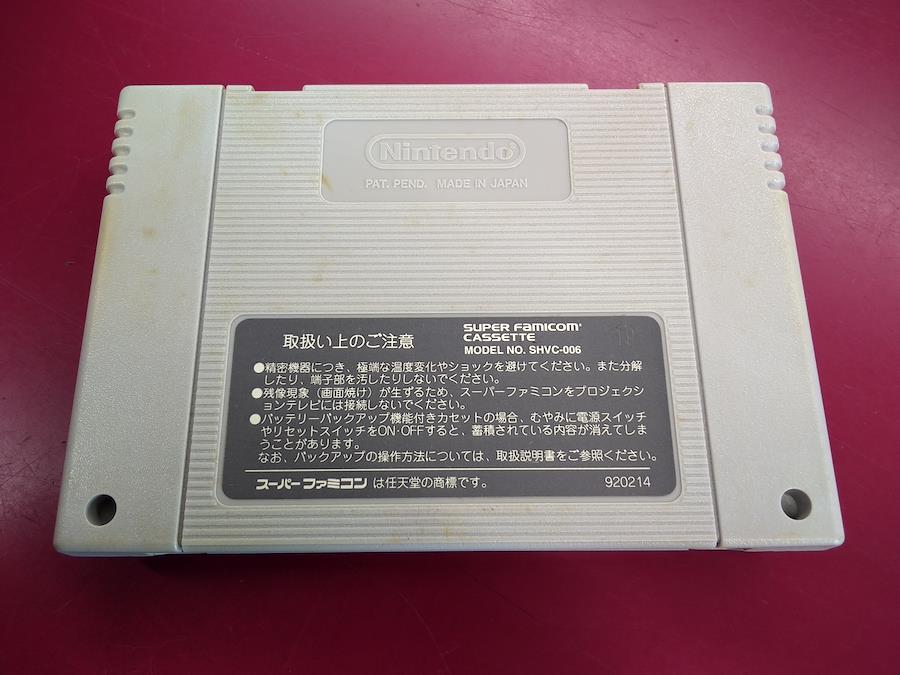 Nintendo
PAT. PEND. MADE IN JAPAN
取扱い上のご注意
SUPER FAMICOM
CASSETTE
MODEL NO. SHVC-006
●精密機器につき、極端な温度変化やショックを避けてください。また分解
したり、端子部を汚したりしないでください。
●残像現象（画面焼け）が生ずるため、スーパーファミコンをプロジェクシ
ョンテレビには接続しないでください。
●バッテリーバックアップ機能付きカセットの場合、むやみに電源スイッチ
やリセットスイッチをON・OFFすると、蓄積されている内容が消えてしま
うことがあります。
なお、バックアップの操作方法については、取扱説明書をご参照ください。
スーパーファミコン は任天堂の商標です。
920214